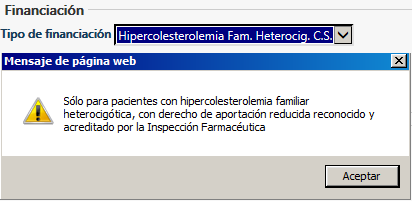 Financiación
Tipo de financiación Hipercolesterolemia Fam. Heterocig. C.S.
Mensaje de página web
Sólo para pacientes con hipercolesterolemia familiar
heterocigótica, con derecho de aportación reducida reconocido y
acreditado por la Inspección Farmacéutica
Aceptar